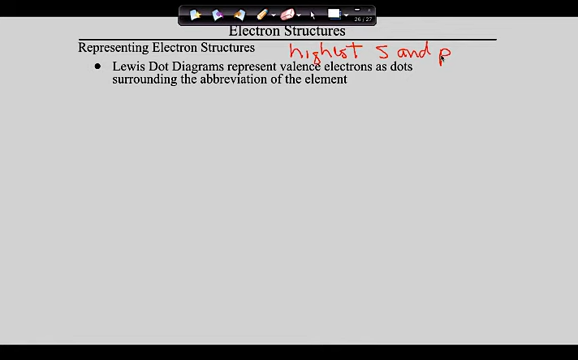 Electron Structures
Representing Electron Structures highest s and p
● Lewis Dot Diagrams represent valence electrons as dots
surrounding the abbreviation of the element
26 / 27